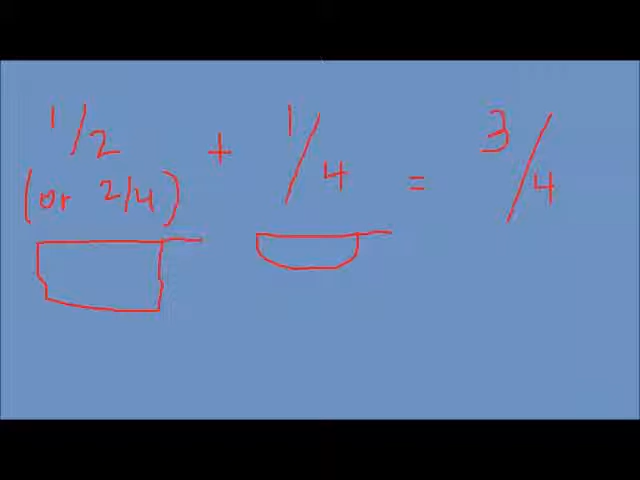 1/2 + 1/4 = 3/4
(or 2/4)